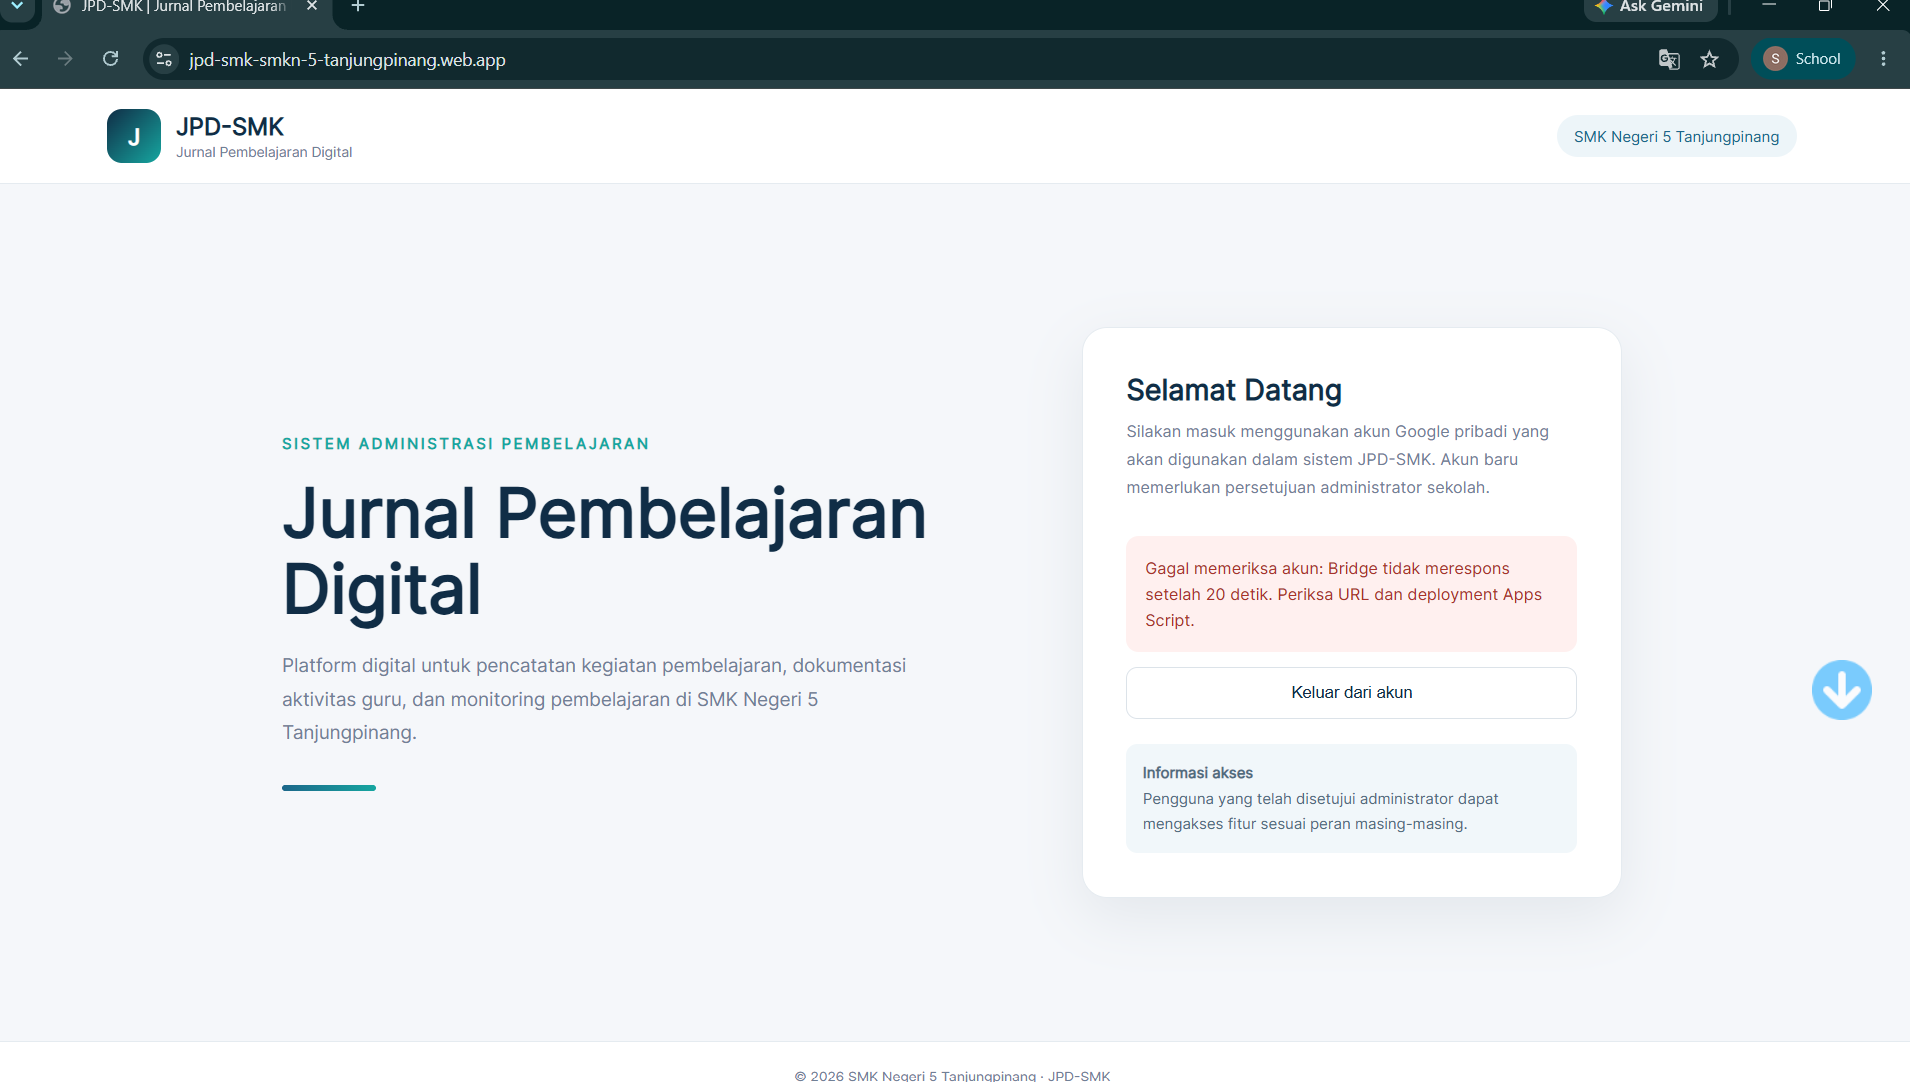 JPD-SMK | Jurnal Pembelajaran
Ask Gemini
jpd-smk-smkn-5-tanjungpinang.web.app
S
School
J
JPD-SMK
Jurnal Pembelajaran Digital
SMK Negeri 5 Tanjungpinang
SISTEM ADMINISTRASI PEMBELAJARAN
Jurnal Pembelajaran
Digital
Platform digital untuk pencatatan kegiatan pembelajaran, dokumentasi
aktivitas guru, dan monitoring pembelajaran di SMK Negeri 5
Tanjungpinang.
Selamat Datang
Silakan masuk menggunakan akun Google pribadi yang
akan digunakan dalam sistem JPD-SMK. Akun baru
memerlukan persetujuan administrator sekolah.
Gagal memeriksa akun: Bridge tidak merespons
setelah 20 detik. Periksa URL dan deployment Apps
Script.
Keluar dari akun
Informasi akses
Pengguna yang telah disetujui administrator dapat
mengakses fitur sesuai peran masing-masing.
© 2026 SMK Negeri 5 Tanjungpinang · JPD-SMK